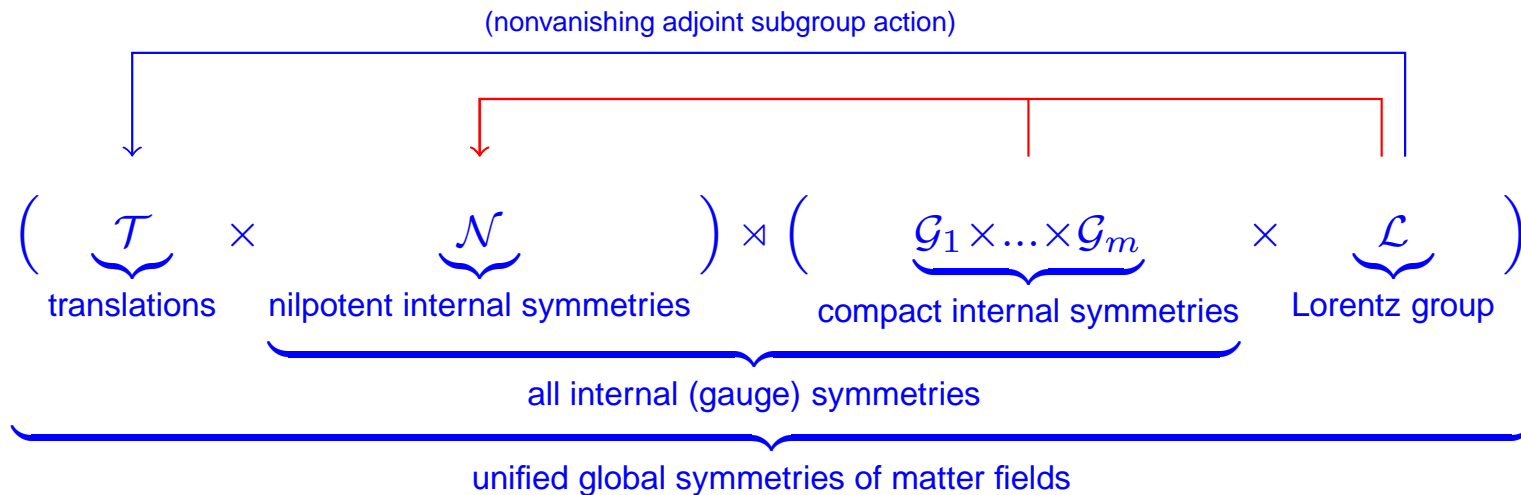 (nonvanishing adjoint subgroup action)
( 𝒯 × 𝒩 ) ⋊ ( 𝒢₁×...×𝒢ₘ × ℒ )
translations nilpotent internal symmetries compact internal symmetries Lorentz group
all internal (gauge) symmetries
unified global symmetries of matter fields